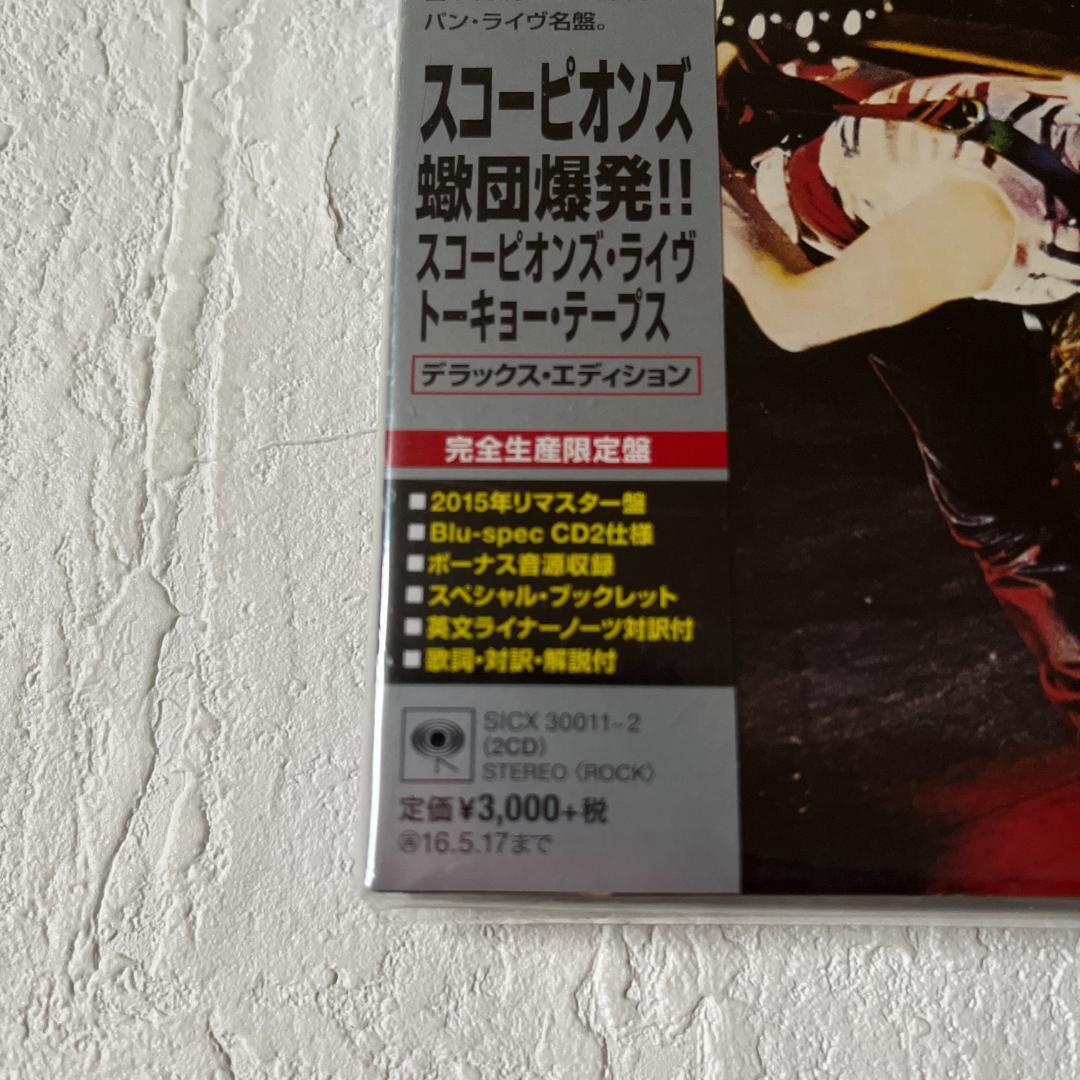 バン・ライヴ名盤。
スコーピオンズ
蠍団爆発!!
スコーピオンズ・ライヴ
トーキョー・テープス
デラックス・エディション
完全生産限定盤
■2015年リマスター盤
■Blu-spec CD2仕様
■ボーナス音源収録
■スペシャル・ブックレット
■英文ライナーノーツ対訳付
■歌詞・対訳・解説付
SICX 30011~2
(2CD)
STEREO (ROCK)
定価¥3,000+税
16.5.17まで